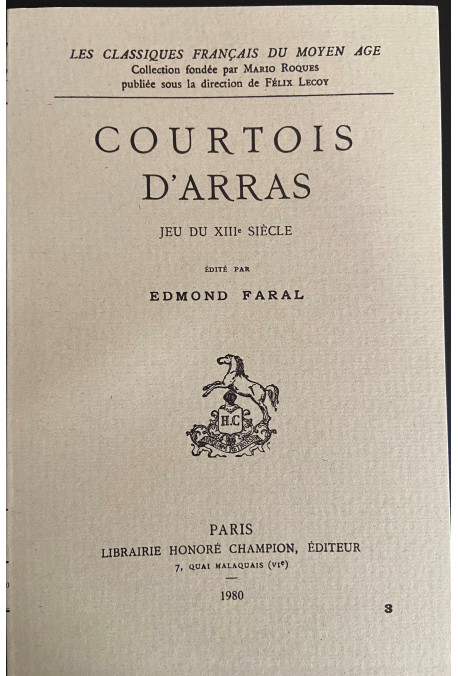 LES CLASSIQUES FRANÇAIS DU MOYEN AGE
Collection fondée par MARIO ROQUES
publiée sous la direction de FÉLIX LECOY
COURTOIS
D'ARRAS
JEU DU XIIIe SIÈCLE
ÉDITÉ PAR
EDMOND FARAL
H.C
PARIS
LIBRAIRIE HONORÉ CHAMPION, ÉDITEUR
7, QUAI MALAQUAIS (VIe)
1980
3